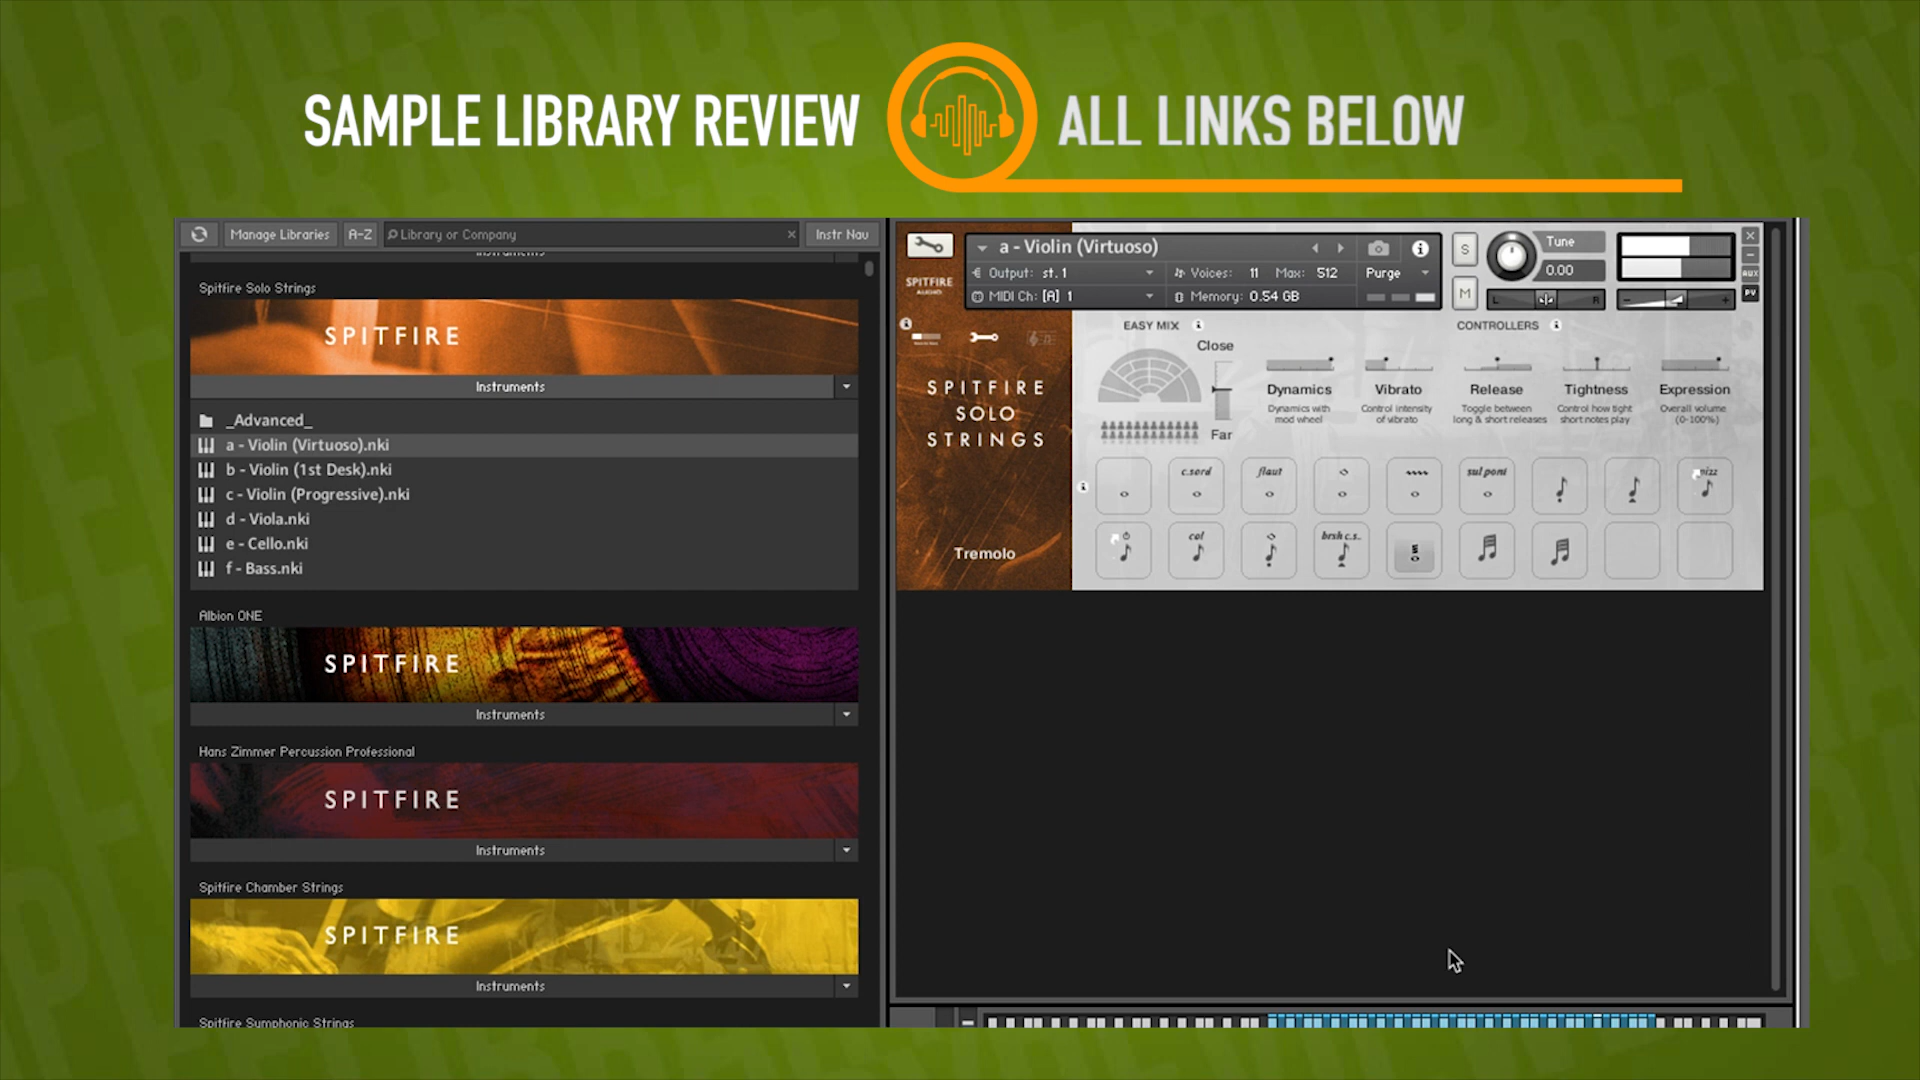 SAMPLE LIBRARY REVIEW
ALL LINKS BELOW
Manage Libraries
A-Z
Library or Company
Instr Nav
Instruments
Spitfire Solo Strings
SPITFIRE
Instruments
_Advanced_
a - Violin (Virtuoso).nki
b - Violin (1st Desk).nki
c - Violin (Progressive).nki
d - Viola.nki
e - Cello.nki
f - Bass.nki
Albion ONE
SPITFIRE
Instruments
Hans Zimmer Percussion Professional
SPITFIRE
Instruments
Spitfire Chamber Strings
SPITFIRE
Instruments
Spitfire Symphonic Strings
SPITFIRE
AUDIO
a - Violin (Virtuoso)
Output: st.1
Voices: 11 Max: 512
Purge
MIDI Ch: [A] 1
Memory: 0.54 GB
S
M
Tune
0.00
L R
AUX
PV
EASY MIX
CONTROLLERS
Close
Far
Dynamics
Dynamics with
mod wheel
Vibrato
Control intensity
of vibrato
Release
Toggle between
long & short releases
Tightness
Control how tight
short notes play
Expression
Overall volume
(0-100%)
SPITFIRE
SOLO
STRINGS
Tremolo
c.sord
flaut
sul pont
pizz
col
brsh c.s.